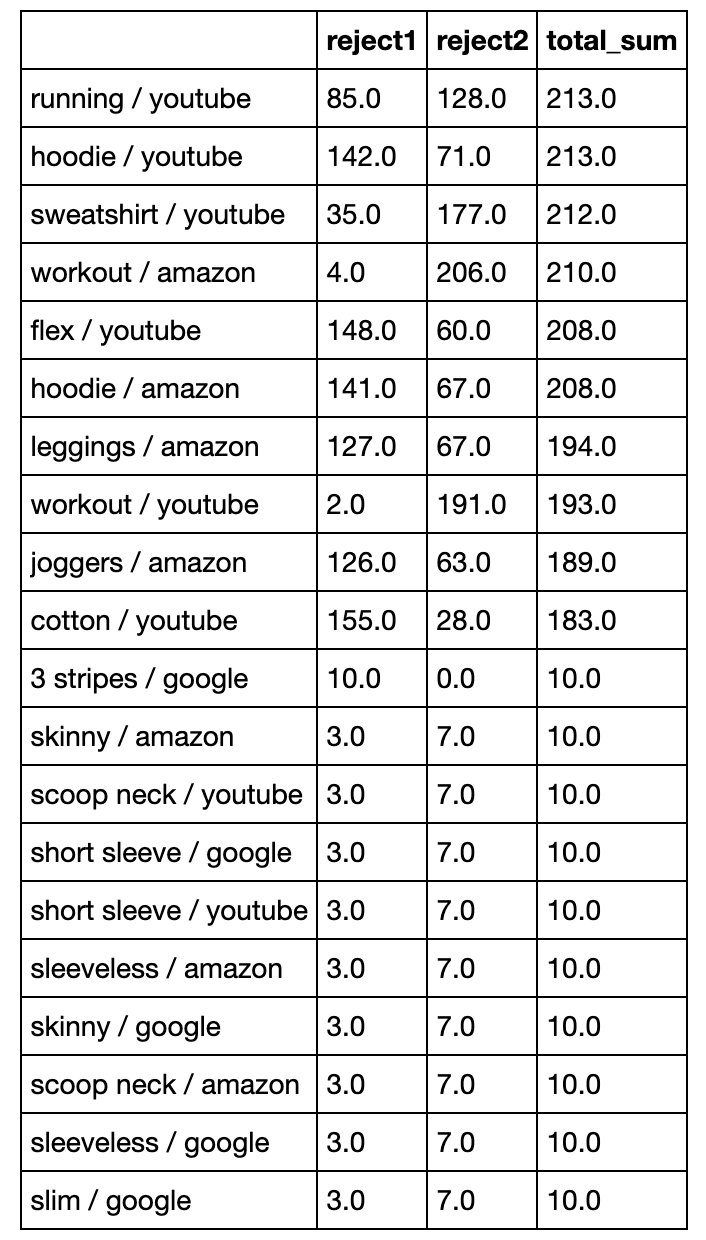 reject1 reject2 total_sum
running / youtube 85.0 128.0 213.0
hoodie / youtube 142.0 71.0 213.0
sweatshirt / youtube 35.0 177.0 212.0
workout / amazon 4.0 206.0 210.0
flex / youtube 148.0 60.0 208.0
hoodie / amazon 141.0 67.0 208.0
leggings / amazon 127.0 67.0 194.0
workout / youtube 2.0 191.0 193.0
joggers / amazon 126.0 63.0 189.0
cotton / youtube 155.0 28.0 183.0
3 stripes / google 10.0 0.0 10.0
skinny / amazon 3.0 7.0 10.0
scoop neck / youtube 3.0 7.0 10.0
short sleeve / google 3.0 7.0 10.0
short sleeve / youtube 3.0 7.0 10.0
sleeveless / amazon 3.0 7.0 10.0
skinny / google 3.0 7.0 10.0
scoop neck / amazon 3.0 7.0 10.0
sleeveless / google 3.0 7.0 10.0
slim / google 3.0 7.0 10.0